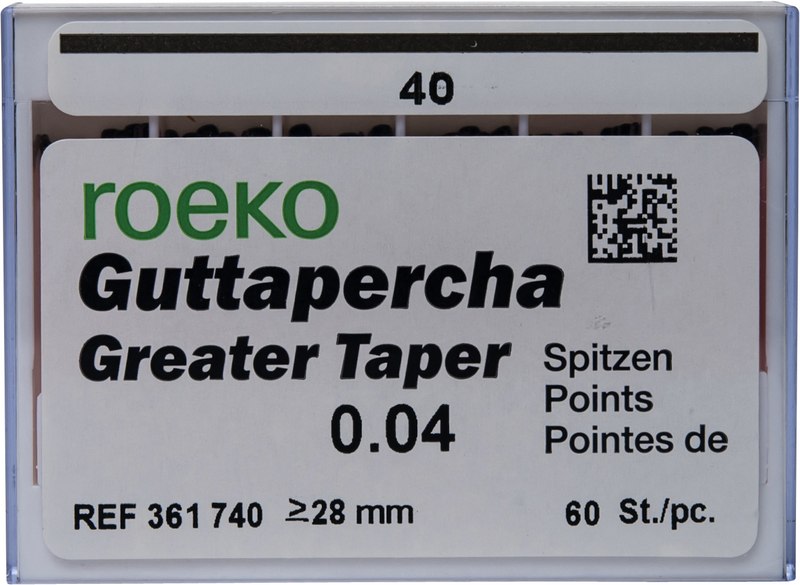 40
roeko
Guttapercha
Greater Taper
0.04
Spitzen
Points
Pointes de
REF 361 740 ≥28 mm 60 St./pc.